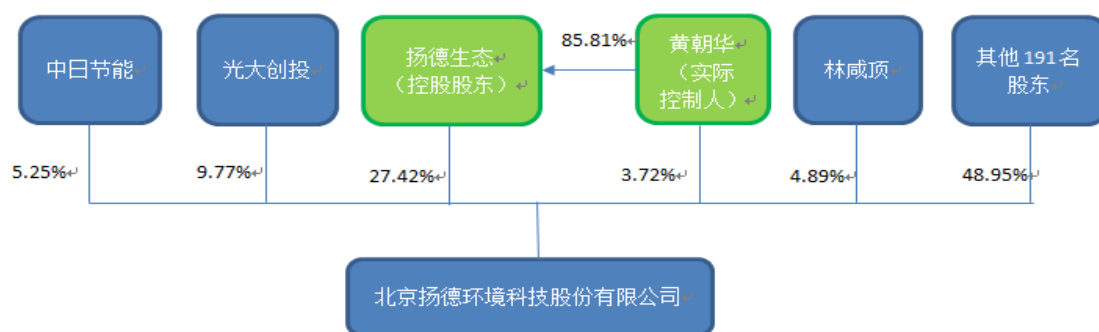 85.81%
中日节能
光大创投
扬德生态
（控股股东）
黄朝华
（实际
控制人）
林咸顶
其他 191 名
股东
5.25%
9.77%
27.42%
3.72%
4.89%
48.95%
北京扬德环境科技股份有限公司